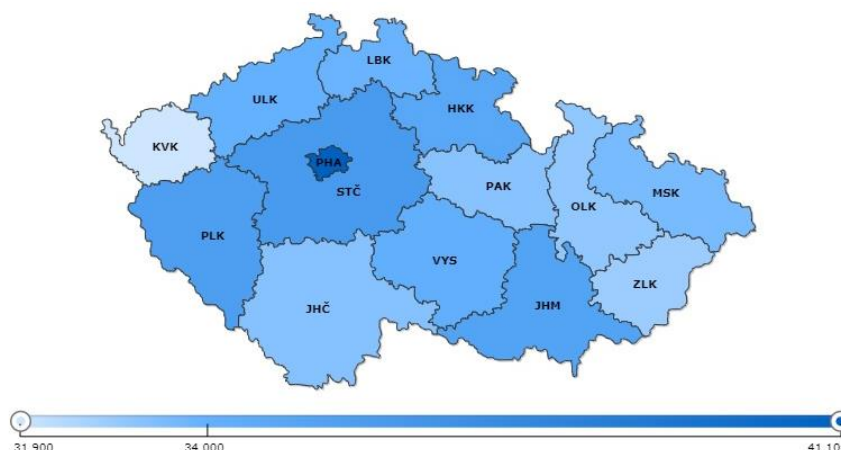 LBK
ULK
HKK
KVK
PHA
PAK
STČ
MSK
OLK
PLK
VYS
ZLK
JHČ
JHM
31 900
34 000